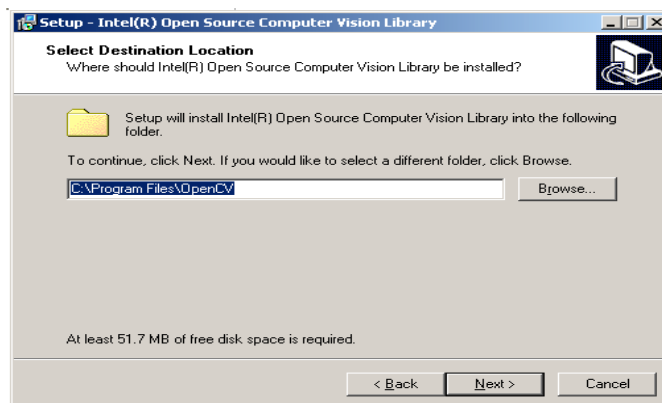 Setup - Intel(R) Open Source Computer Vision Library
Select Destination Location
Where should Intel(R) Open Source Computer Vision Library be installed?
Setup will install Intel(R) Open Source Computer Vision Library into the following
folder.
To continue, click Next. If you would like to select a different folder, click Browse.
C:\Program Files\OpenCV
Browse...
At least 51.7 MB of free disk space is required.
< Back Next > Cancel